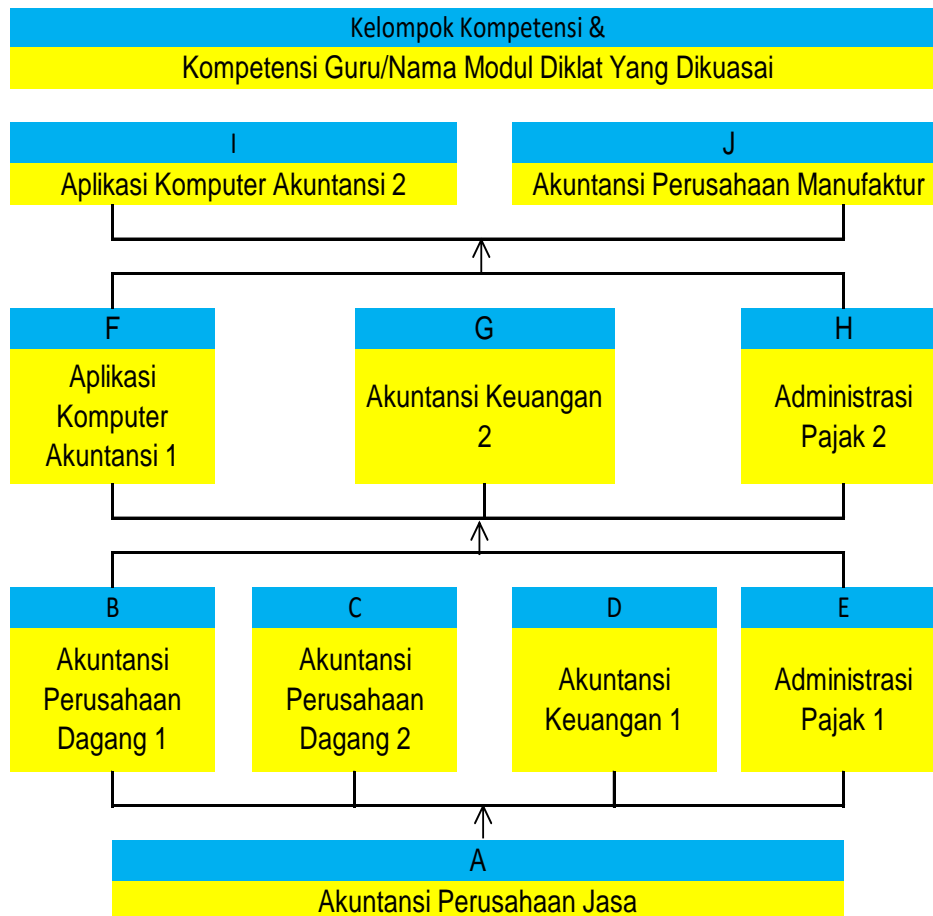 Kelompok Kompetensi &
Kompetensi Guru/Nama Modul Diklat Yang Dikuasai
I
Aplikasi Komputer Akuntansi 2
J
Akuntansi Perusahaan Manufaktur
F
Aplikasi
Komputer
Akuntansi 1
G
Akuntansi Keuangan
2
H
Administrasi
Pajak 2
B
Akuntansi
Perusahaan
Dagang 1
C
Akuntansi
Perusahaan
Dagang 2
D
Akuntansi
Keuangan 1
E
Administrasi
Pajak 1
A
Akuntansi Perusahaan Jasa